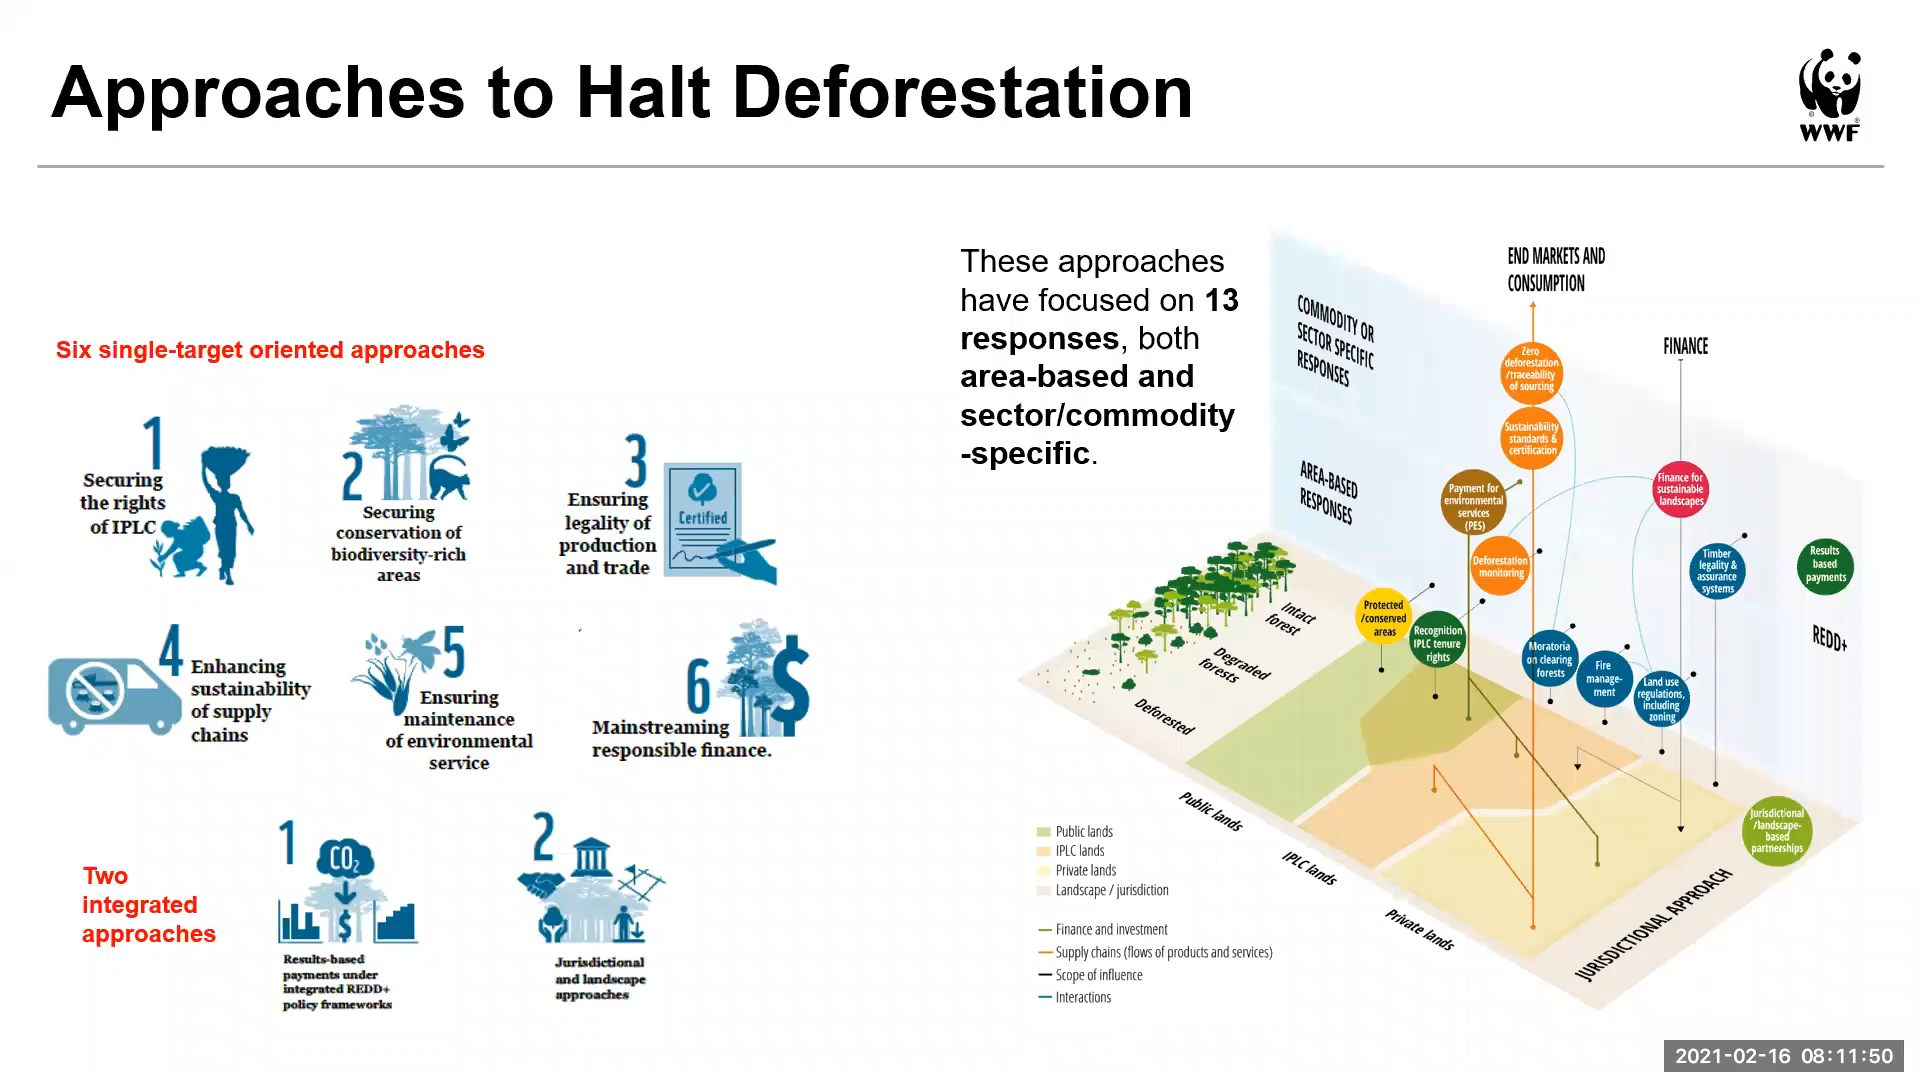 Approaches to Halt Deforestation
WWF
Six single-target oriented approaches
1
Securing
the rights
of IPLC
2
Securing
conservation of
biodiversity-rich
areas
3
Ensuring
legality of
production
and trade
Certified
4
Enhancing
sustainability
of supply
chains
5
Ensuring
maintenance
of environmental
service
6
Mainstreaming
responsible finance.
$
Two
integrated
approaches
1
CO2
$
Results-based
payments under
integrated REDD+
policy frameworks
2
Jurisdictional
and landscape
approaches
These approaches
have focused on 13
responses, both
area-based and
sector/commodity
-specific.
COMMODITY OR
SECTOR SPECIFIC
RESPONSES
AREA-BASED
RESPONSES
END MARKETS AND
CONSUMPTION
FINANCE
Zero
deforestation
/traceability
of sourcing
Sustainability
standards &
certification
Payment for
environmental
services
(PES)
Finance for
sustainable
landscapes
Deforestation
monitoring
Timber
legality &
assurance
systems
Results
based
payments
REDD+
Protected
/conserved
areas
Recognition
IPLC tenure
rights
Moratoria
on clearing
forests
Fire
manage-
ment
Land use
regulations,
including
zoning
Jurisdictional
/landscape-
based
partnerships
Intact
forest
Degraded
forests
Deforested
Public lands
IPLC lands
Private lands
JURISDICTIONAL APPROACH
Public lands
IPLC lands
Private lands
Landscape / jurisdiction
Finance and investment
Supply chains (flows of products and services)
Scope of influence
Interactions
2021-02-16 08:11:50